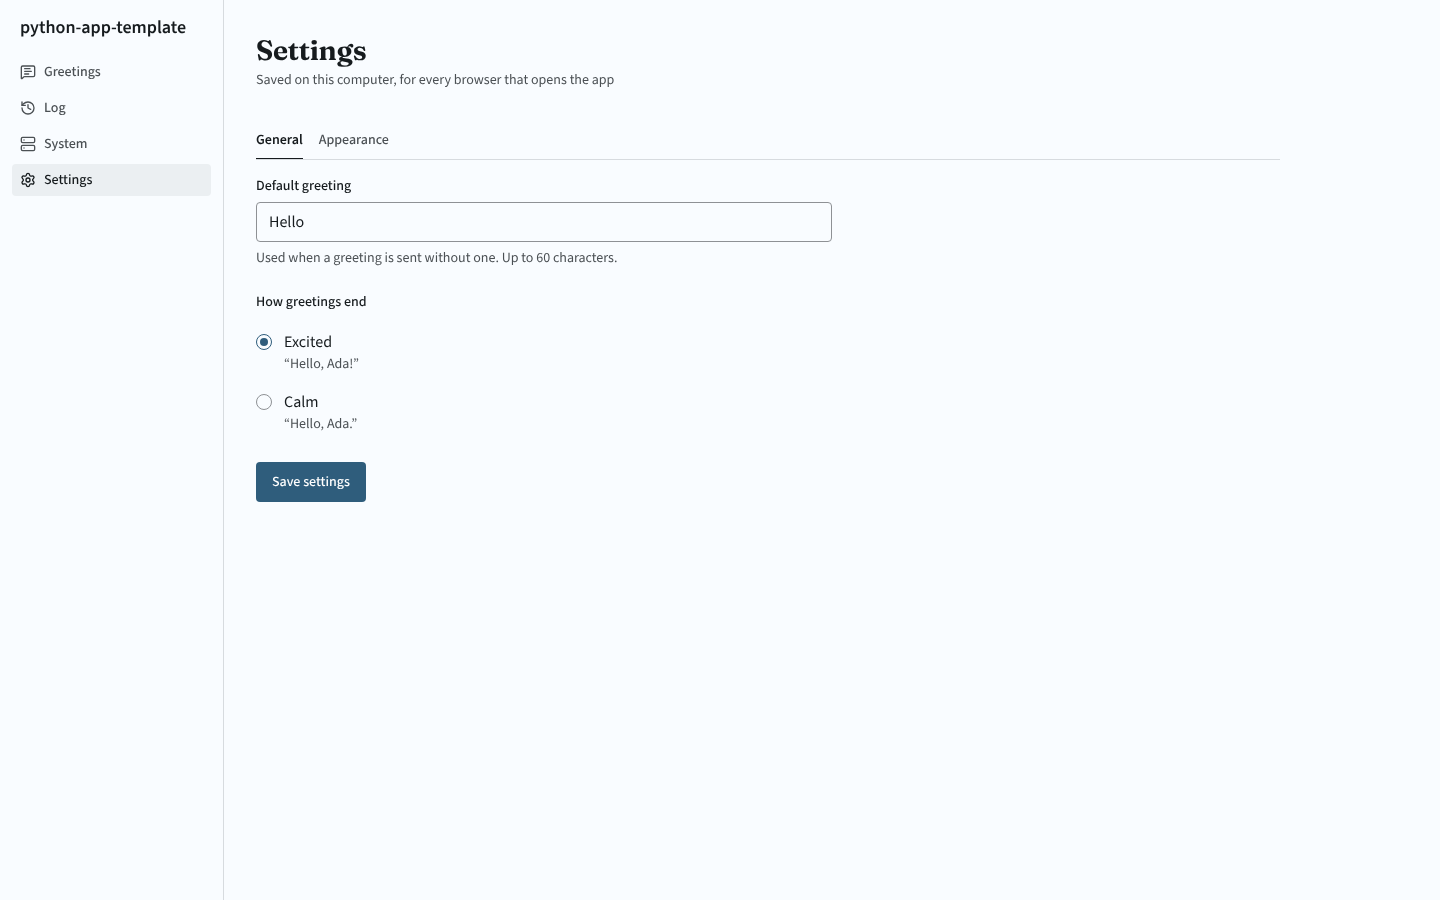 python-app-template
Greetings
Log
System
Settings
Settings
Saved on this computer, for every browser that opens the app
General
Appearance
Default greeting
Hello
Used when a greeting is sent without one. Up to 60 characters.
How greetings end
Excited
“Hello, Ada!”
Calm
“Hello, Ada.”
Save settings